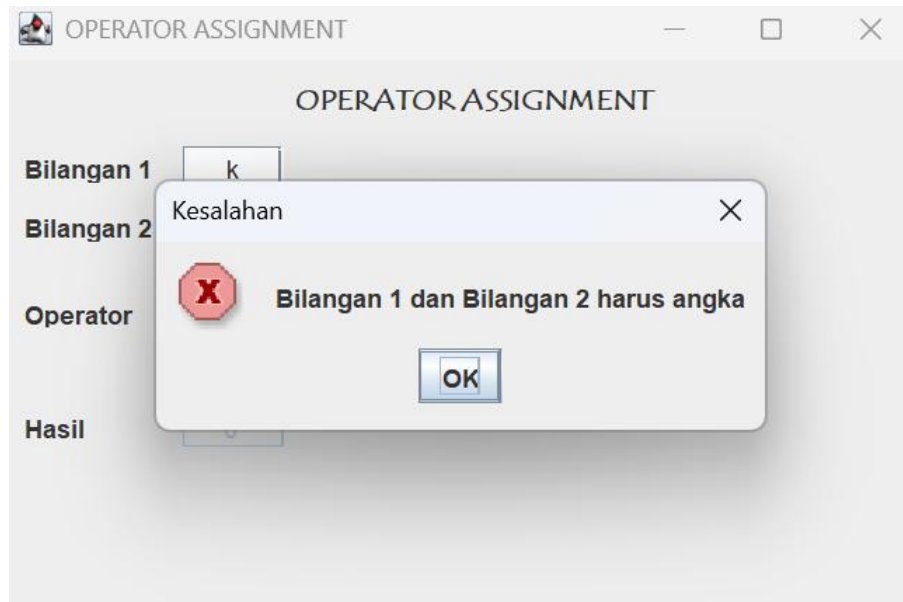 OPERATOR ASSIGNMENT
OPERATOR ASSIGNMENT
Bilangan 1
k
Kesalahan
Bilangan 2
X
Bilangan 1 dan Bilangan 2 harus angka
Operator
OK
Hasil